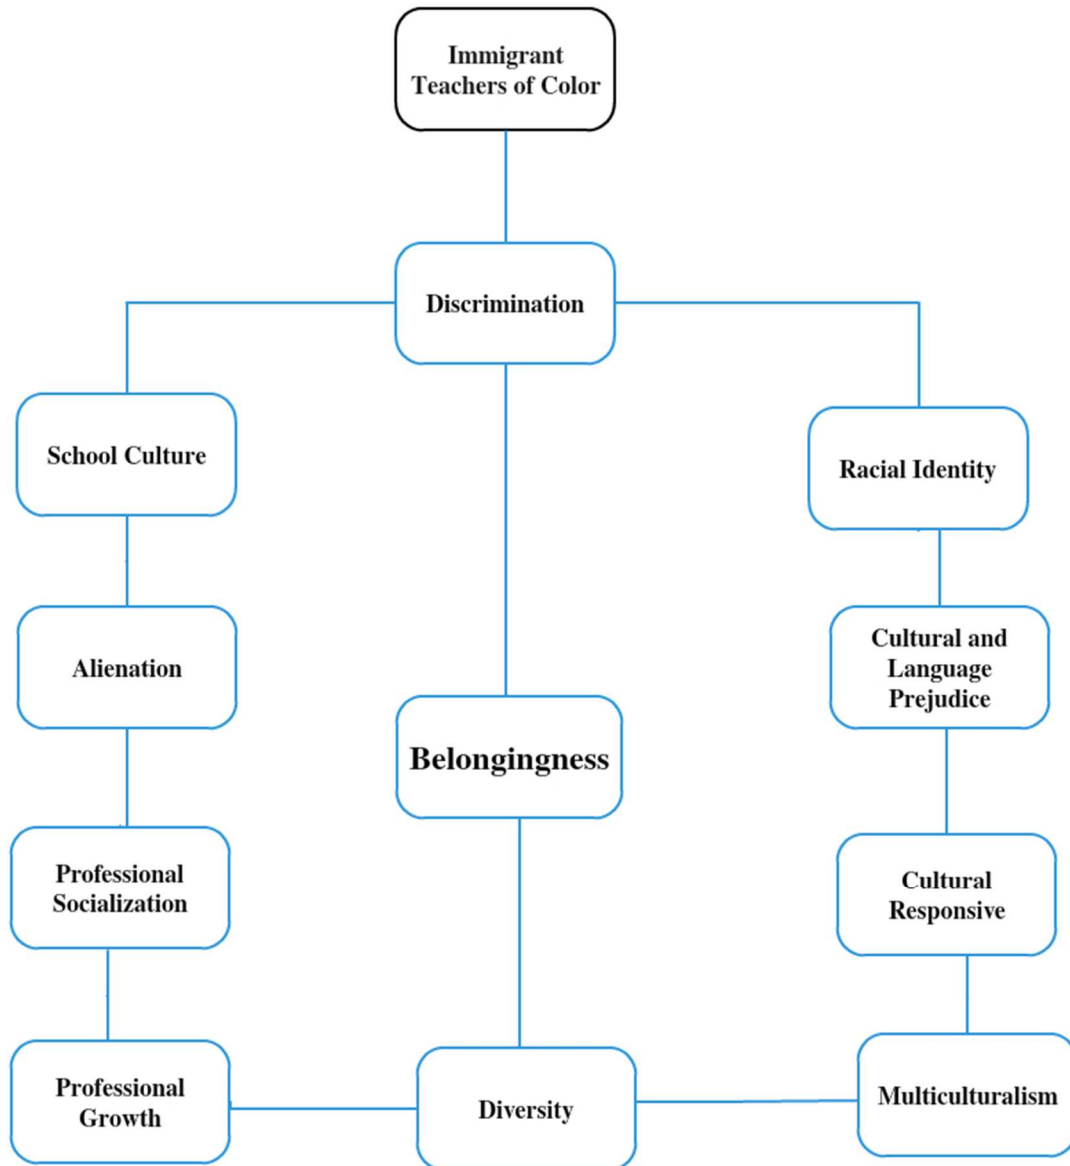 Immigrant
Teachers of Color
Discrimination
School Culture
Racial Identity
Alienation
Cultural and
Language
Prejudice
Belongingness
Professional
Socialization
Cultural
Responsive
Professional
Growth
Diversity
Multiculturalism